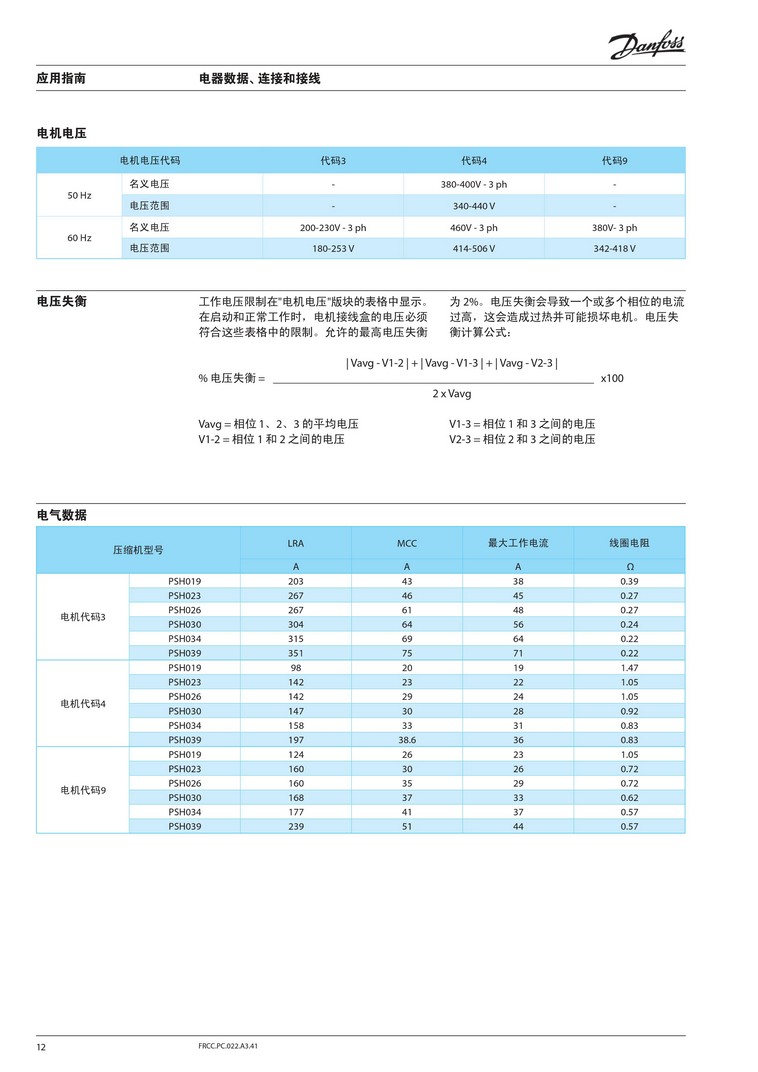 Danfoss
应用指南 电器数据、连接和接线
电机电压
电机电压代码 代码3 代码4 代码9
50 Hz 名义电压 - 380-400V - 3 ph -
电压范围 - 340-440 V -
60 Hz 名义电压 200-230V - 3 ph 460V - 3 ph 380V- 3 ph
电压范围 180-253 V 414-506 V 342-418 V
电压失衡
工作电压限制在"电机电压"版块的表格中显示。
在启动和正常工作时，电机接线盒的电压必须
符合这些表格中的限制。允许的最高电压失衡
为 2%。电压失衡会导致一个或多个相位的电流
过高，这会造成过热并可能损坏电机。电压失
衡计算公式：
| Vavg - V1-2 | + | Vavg - V1-3 | + | Vavg - V2-3 |
% 电压失衡 = x100
2 x Vavg
Vavg = 相位 1、2、3 的平均电压
V1-2 = 相位 1 和 2 之间的电压
V1-3 = 相位 1 和 3 之间的电压
V2-3 = 相位 2 和 3 之间的电压
电气数据
压缩机型号 LRA MCC 最大工作电流 线圈电阻
A A A Ω
电机代码3
PSH019 203 43 38 0.39
PSH023 267 46 45 0.27
PSH026 267 61 48 0.27
PSH030 304 64 56 0.24
PSH034 315 69 64 0.22
PSH039 351 75 71 0.22
电机代码4
PSH019 98 20 19 1.47
PSH023 142 23 22 1.05
PSH026 142 29 24 1.05
PSH030 147 30 28 0.92
PSH034 158 33 31 0.83
PSH039 197 38.6 36 0.83
电机代码9
PSH019 124 26 23 1.05
PSH023 160 30 26 0.72
PSH026 160 35 29 0.72
PSH030 168 37 33 0.62
PSH034 177 41 37 0.57
PSH039 239 51 44 0.57
12 FRCC.PC.022.A3.41